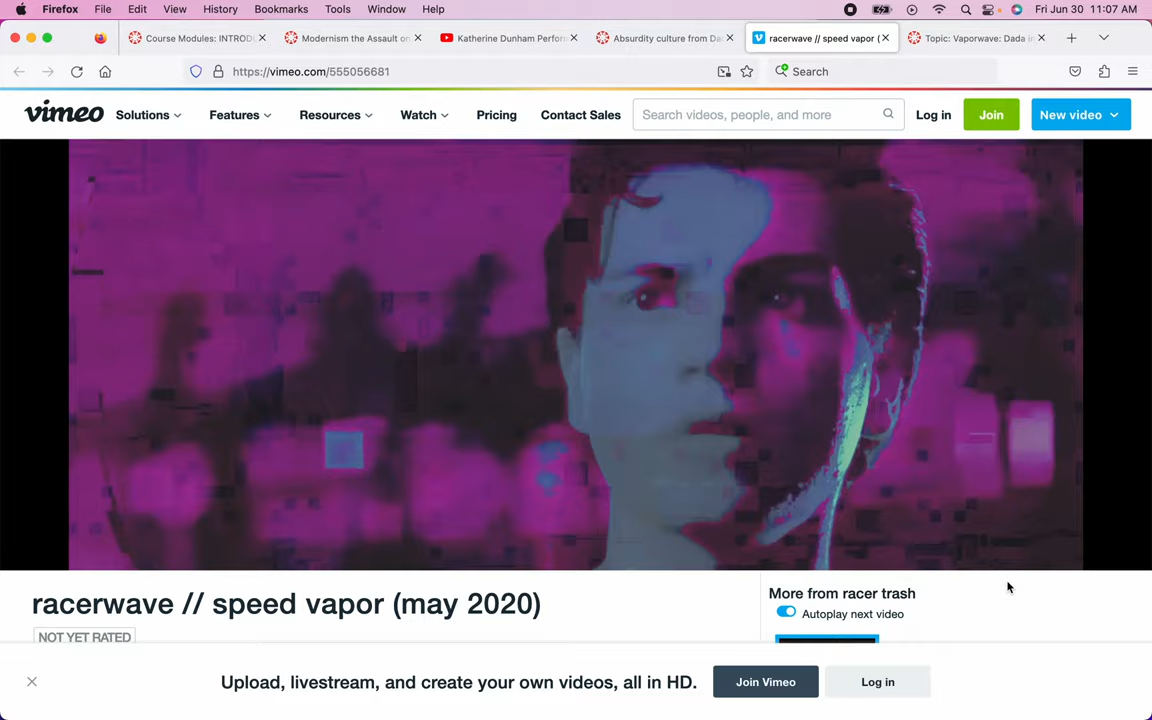 Firefox File Edit View History Bookmarks Tools Window Help Fri Jun 30 11:07 AM
Course Modules: INTROD Modernism the Assault on Katherine Dunham Perfor Absurdity culture from Da racerwave // speed vapor ( Topic: Vaporwave: Dada in
https://vimeo.com/555056681 Search
vimeo Solutions Features Resources Watch Pricing Contact Sales Search videos, people, and more Log in Join New video
racerwave // speed vapor (may 2020)
NOT YET RATED
More from racer trash
Autoplay next video
Upload, livestream, and create your own videos, all in HD. Join Vimeo Log in